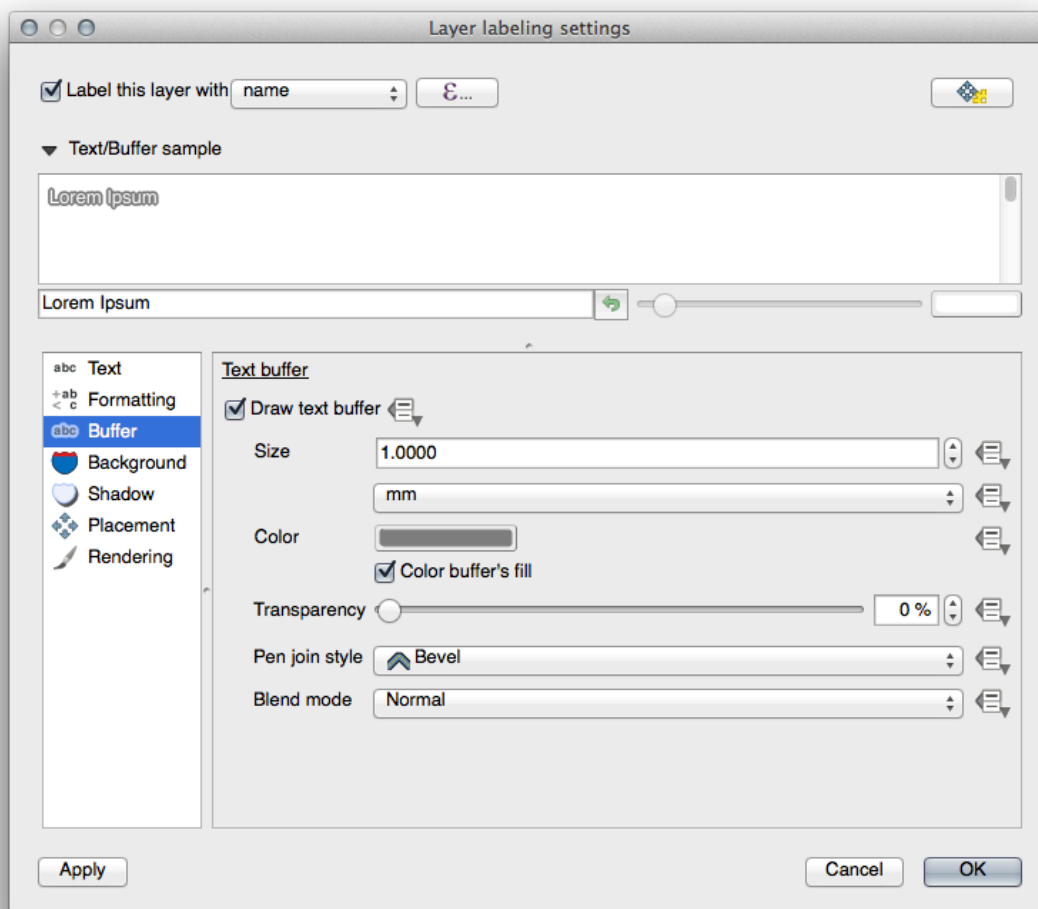 Layer labeling settings
Label this layer with name ε...
Text/Buffer sample
Lorem Ipsum
Lorem Ipsum
abc Text
+ab < c Formatting
abc Buffer
Background
Shadow
Placement
Rendering
Text buffer
Draw text buffer
Size 1.0000
mm
Color
Color buffer's fill
Transparency 0 %
Pen join style Bevel
Blend mode Normal
Apply Cancel OK